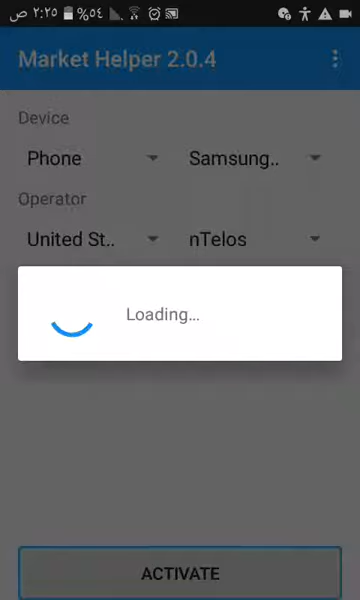 ٢:٢٥ ص %٥٤
Market Helper 2.0.4
Device
Phone Samsung..
Operator
United St.. nTelos
Loading...
ACTIVATE